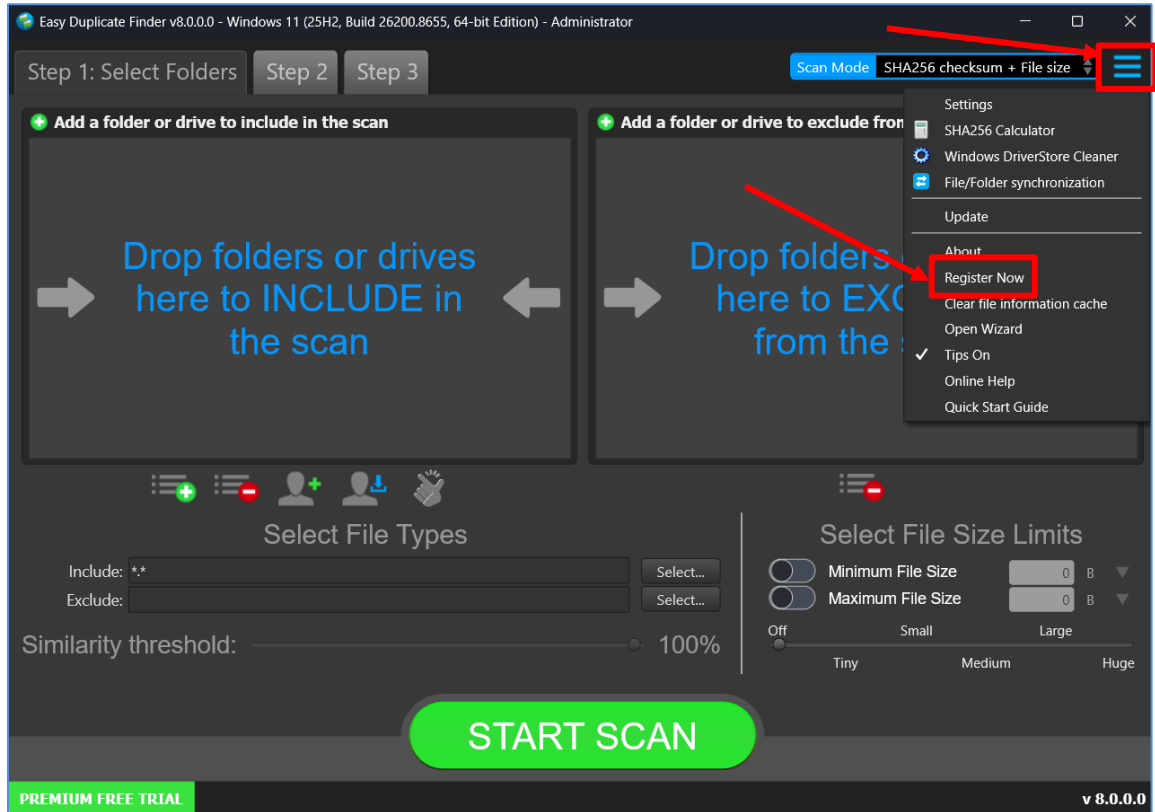 Easy Duplicate Finder v8.0.0.0 - Windows 11 (25H2, Build 26200.8655, 64-bit Edition) - Administrator
Step 1: Select Folders
Step 2
Step 3
Scan Mode SHA256 checksum + File size
Settings
SHA256 Calculator
Windows DriverStore Cleaner
File/Folder synchronization
Update
About
Register Now
Clear file information cache
Open Wizard
Tips On
Online Help
Quick Start Guide
Add a folder or drive to include in the scan
Drop folders or drives
here to INCLUDE in
the scan
Add a folder or drive to exclude from
Drop folders
here to EXC
from the
Select File Types
Include: *.*
Select...
Exclude:
Select...
Similarity threshold: 100%
Select File Size Limits
Minimum File Size 0 B
Maximum File Size 0 B
Off Small Large
Tiny Medium Huge
START SCAN
PREMIUM FREE TRIAL
v 8.0.0.0